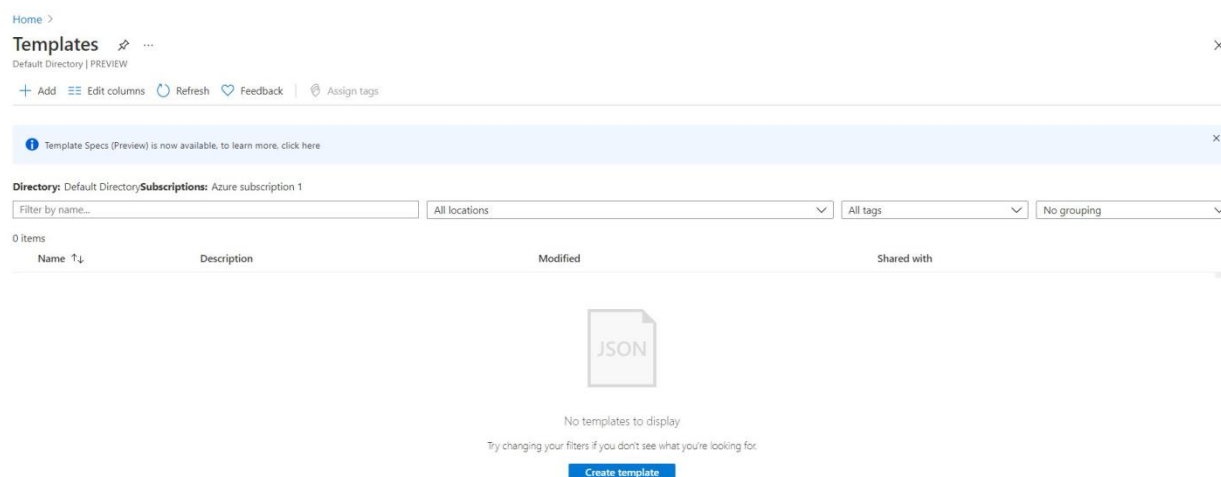 Home >
Templates ...
Default Directory | PREVIEW
+ Add Edit columns Refresh Feedback Assign tags
Template Specs (Preview) is now available, to learn more, click here
Directory: Default DirectorySubscriptions: Azure subscription 1
Filter by name... All locations All tags No grouping
0 items
Name ↑↓ Description Modified Shared with
JSON
No templates to display
Try changing your filters if you don't see what you're looking for.
Create template